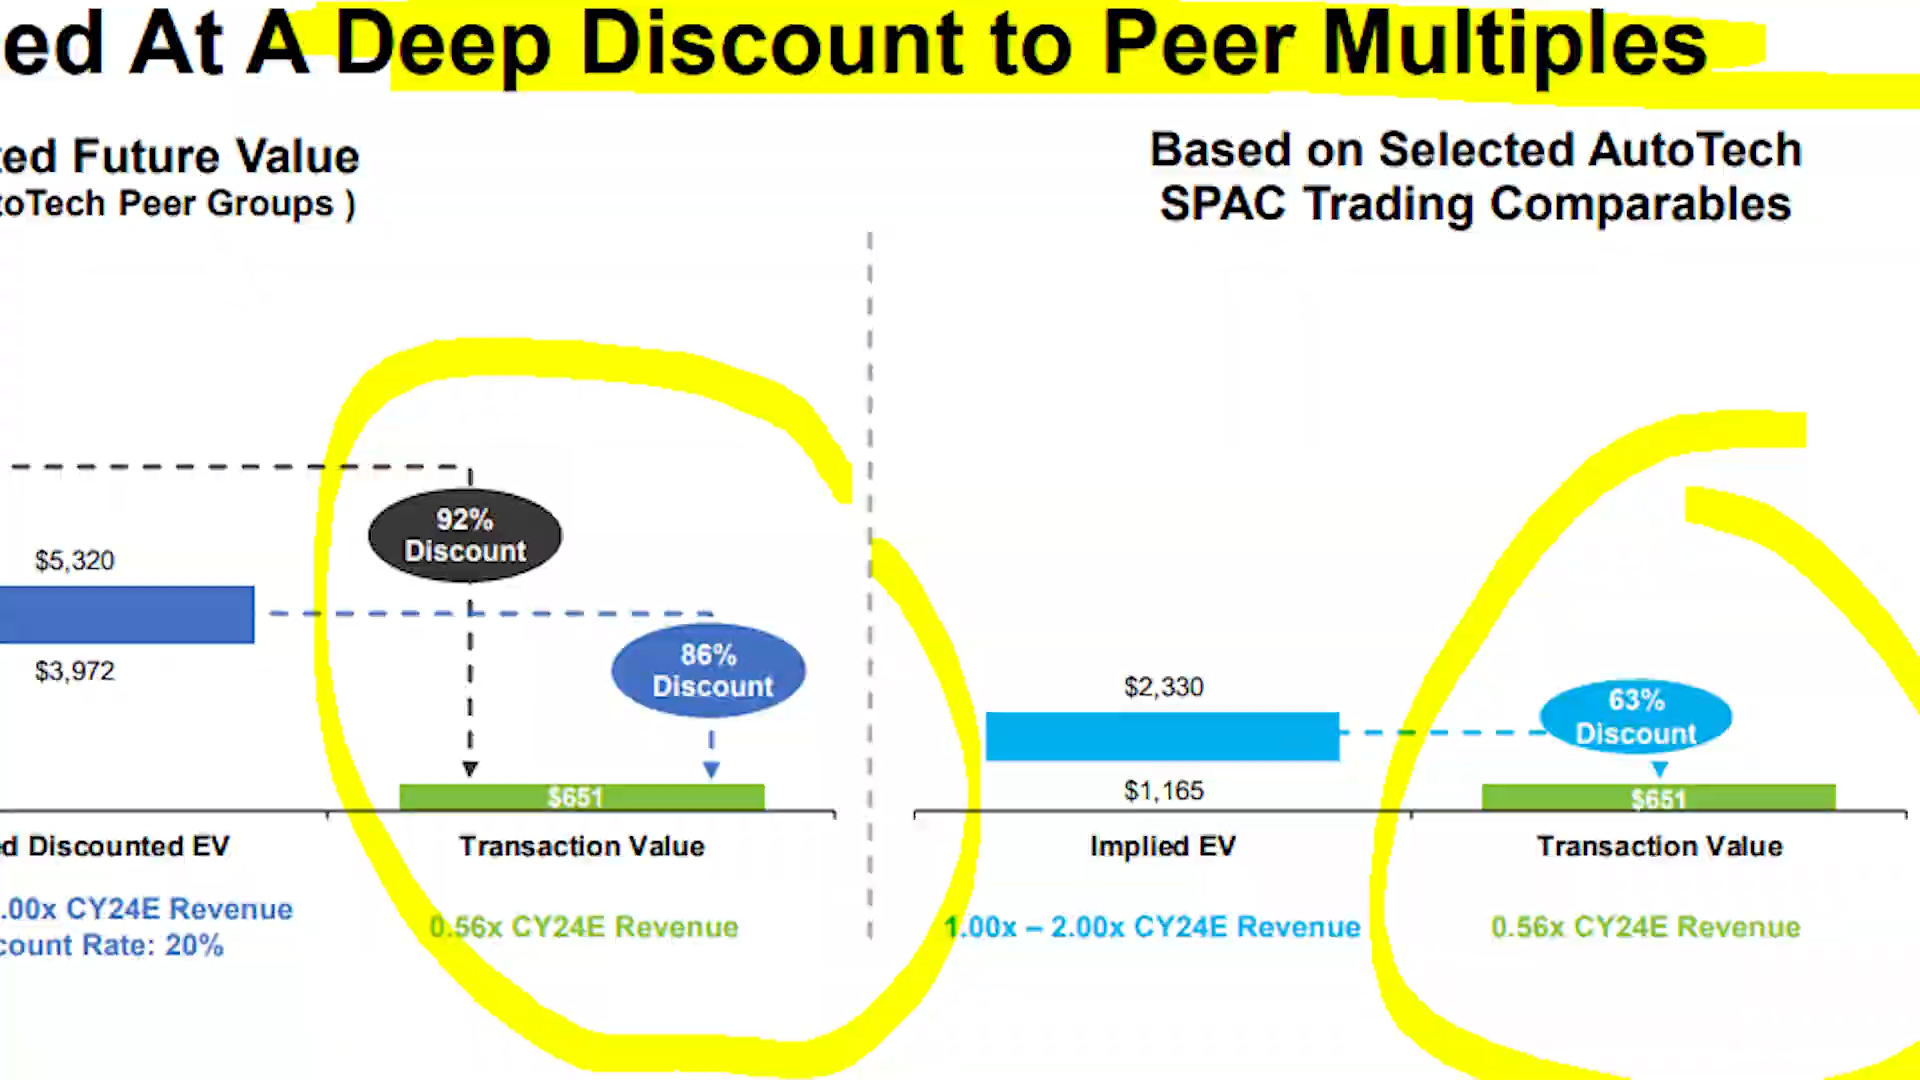 ed At A Deep Discount to Peer Multiples
ed Future Value
oTech Peer Groups )
Based on Selected AutoTech
SPAC Trading Comparables
92%
Discount
$5,320
$3,972
86%
Discount
$651
$2,330
$1,165
63%
Discount
$651
d Discounted EV
Transaction Value
Implied EV
Transaction Value
.00x CY24E Revenue
count Rate: 20%
0.56x CY24E Revenue
1.00x – 2.00x CY24E Revenue
0.56x CY24E Revenue